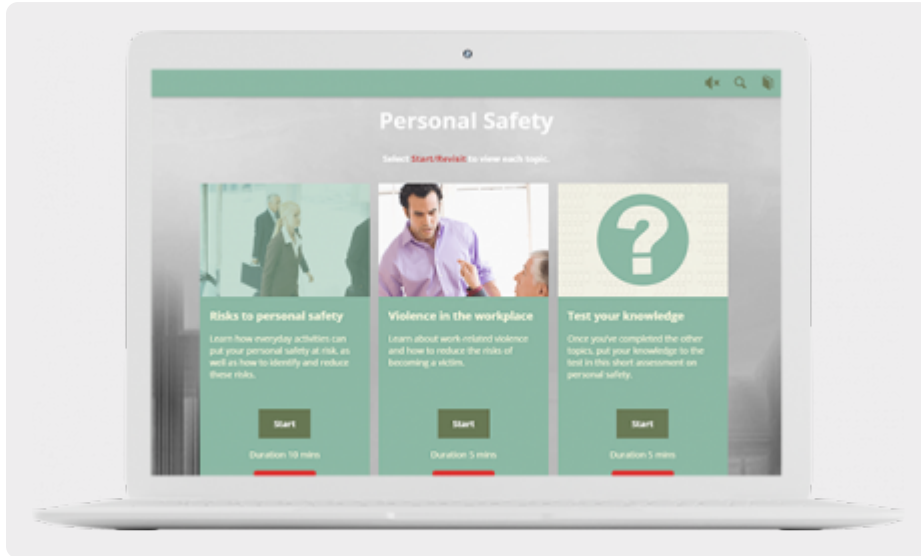 Personal Safety
Select Start/Revisit to view each topic.
Risks to personal safety
Learn how everyday activities can
put your personal safety at risk, as
well as how to identify and reduce
these risks.
Start
Duration 10 mins
Violence in the workplace
Learn about work-related violence
and how to reduce the risks of
becoming a victim.
Start
Duration 5 mins
?
Test your knowledge
Once you've completed the other
topics, put your knowledge to the
test in this short assessment on
personal safety.
Start
Duration 5 mins